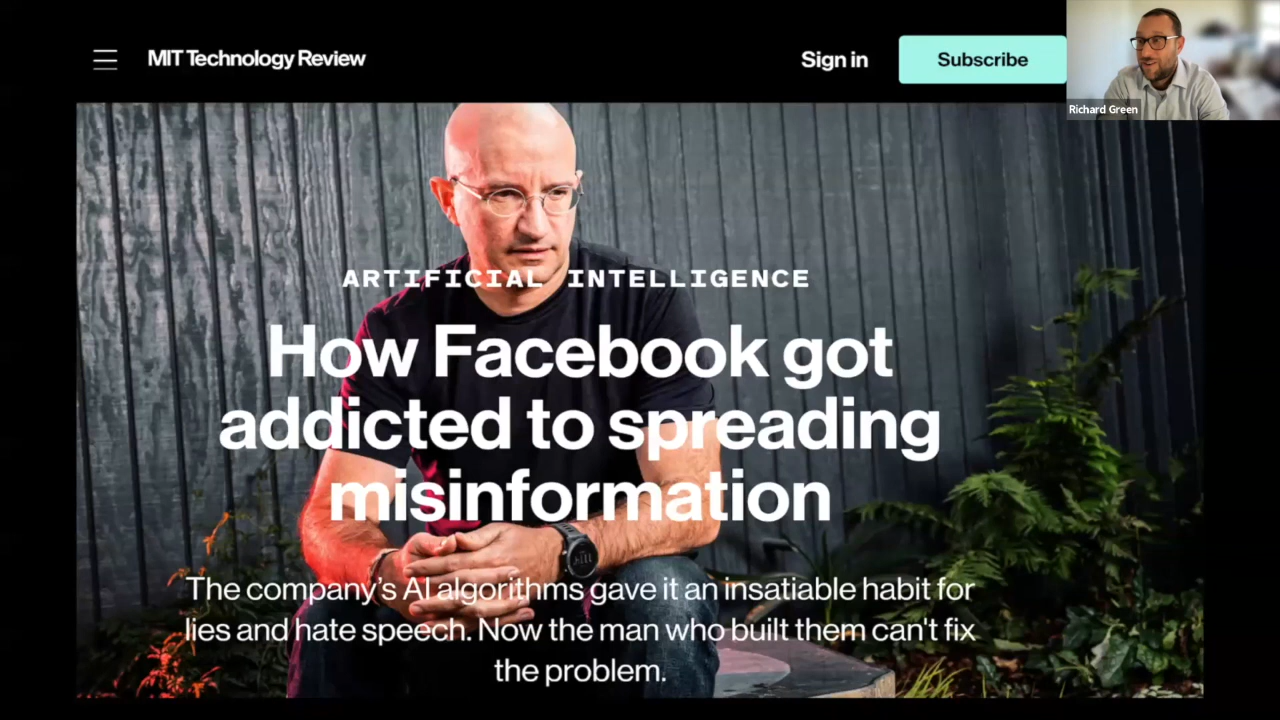 MIT Technology Review
Sign in
Subscribe
Richard Green
ARTIFICIAL INTELLIGENCE
How Facebook got
addicted to spreading
misinformation
The company’s AI algorithms gave it an insatiable habit for
lies and hate speech. Now the man who built them can't fix
the problem.